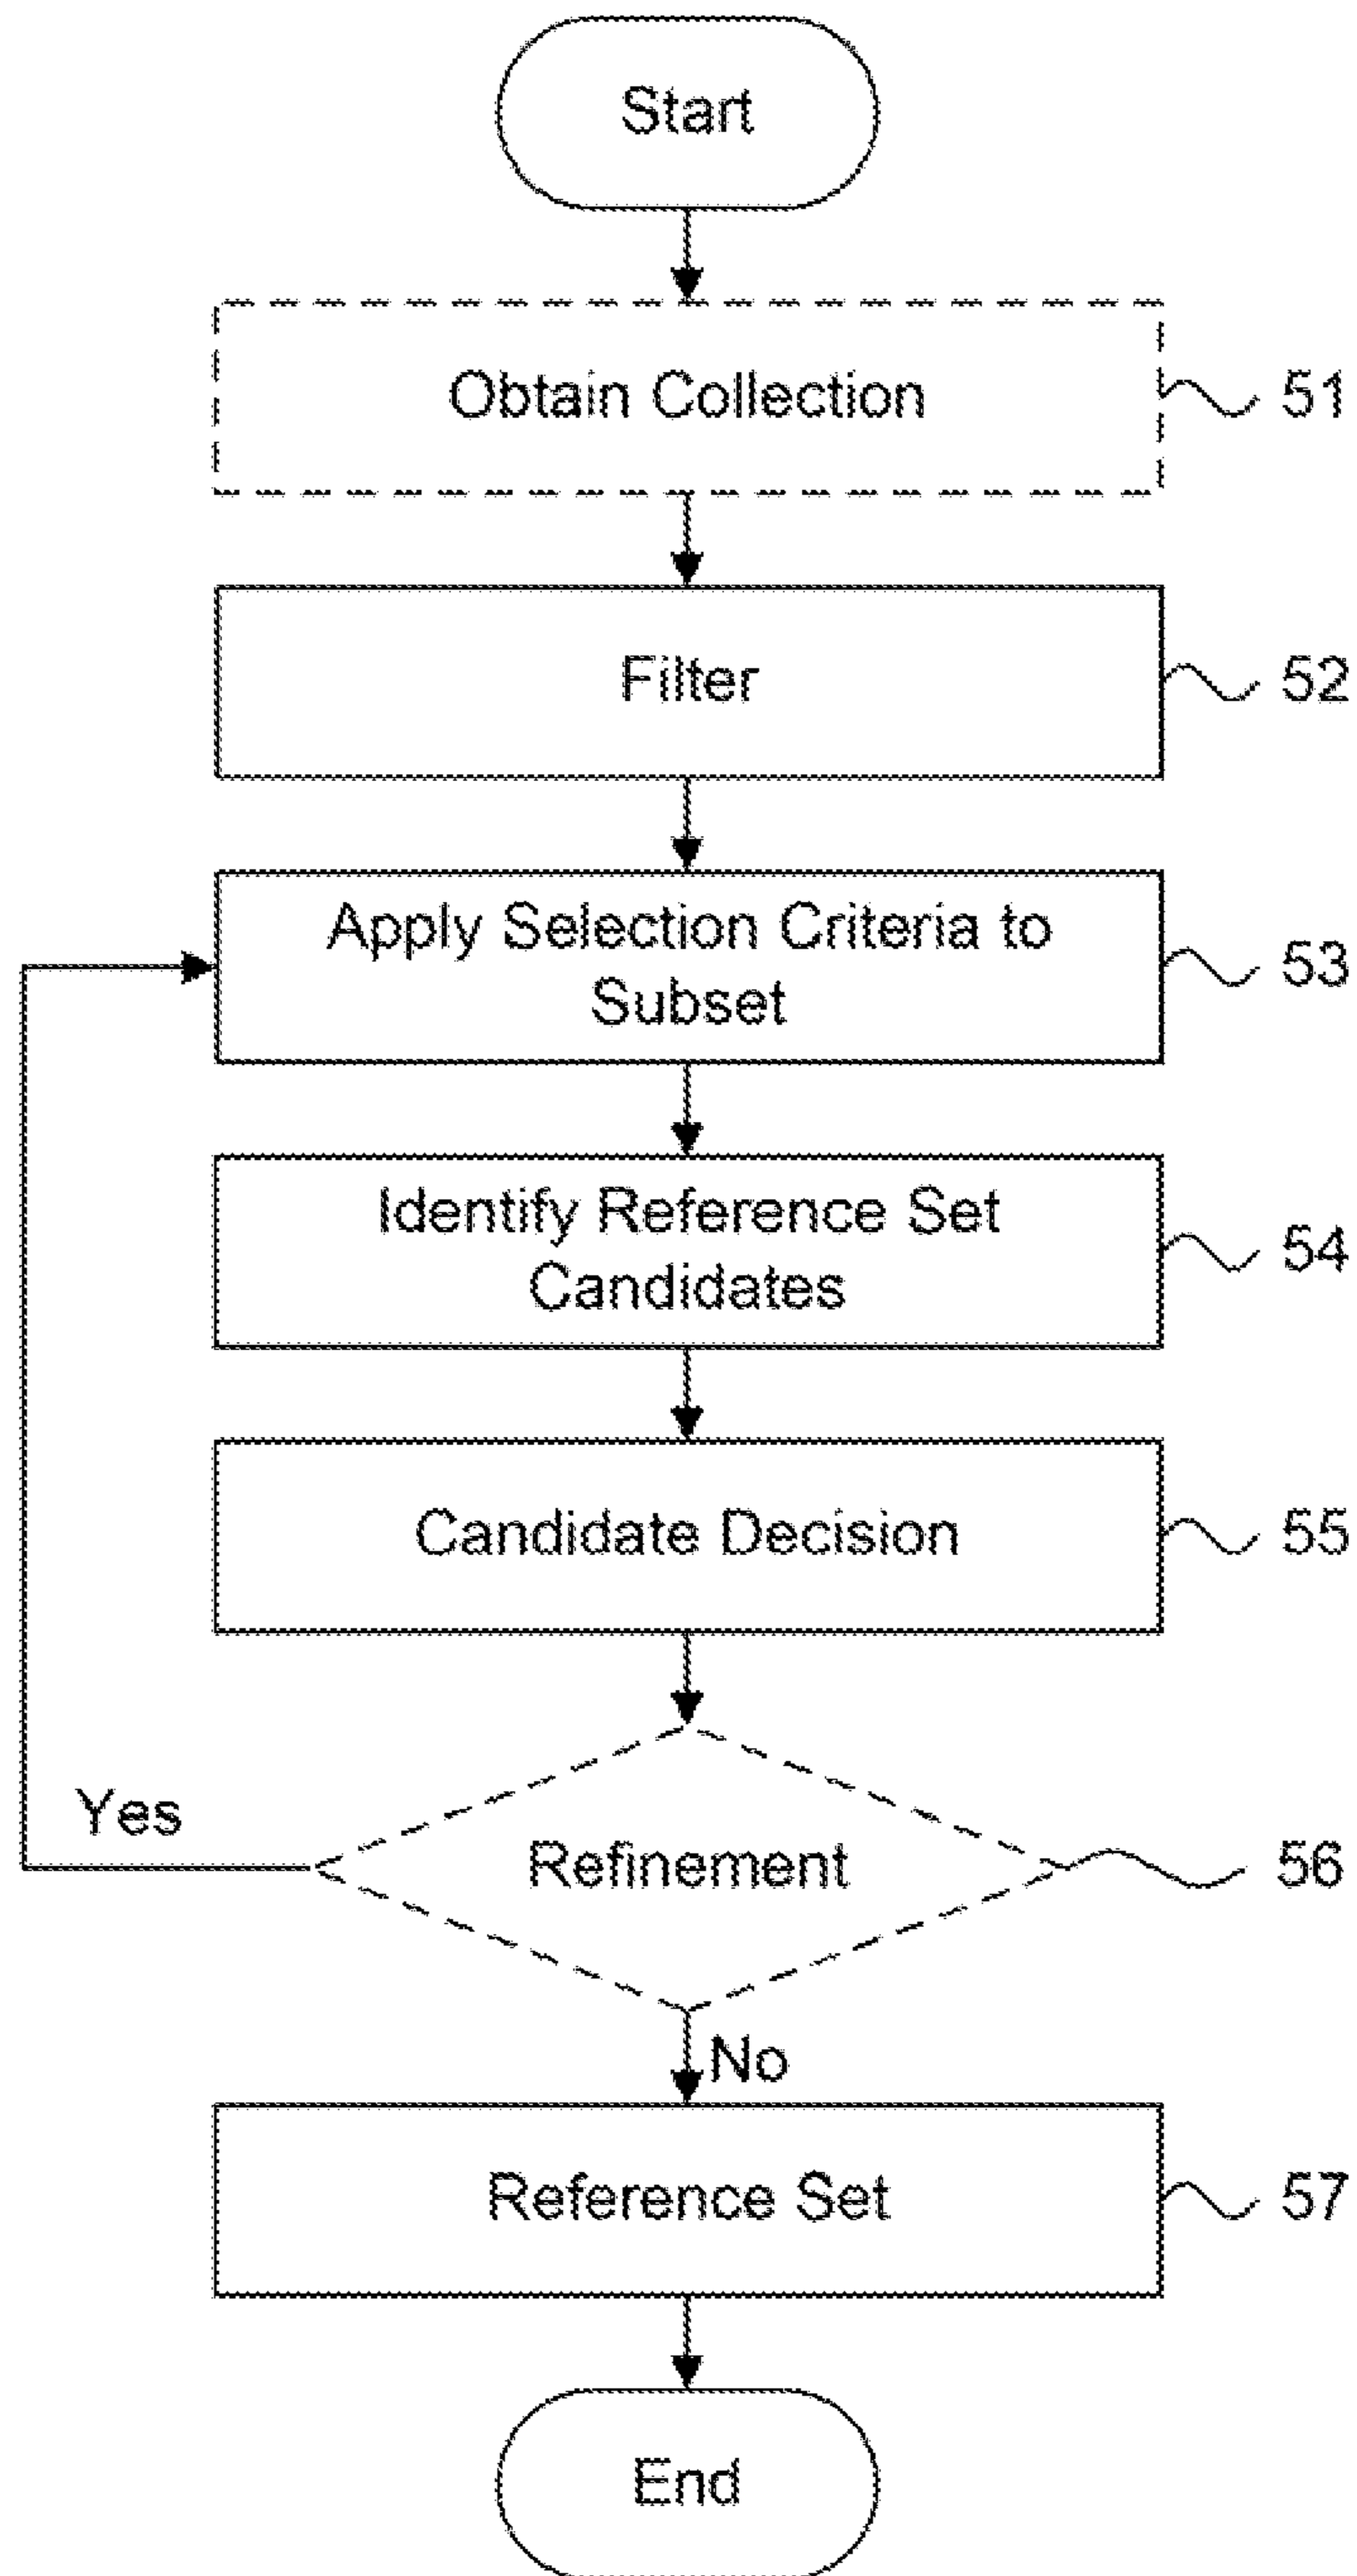 Start
Obtain Collection
51
Filter
52
Apply Selection Criteria to
Subset
53
Identify Reference Set
Candidates
54
Candidate Decision
55
Yes
Refinement
56
No
Reference Set
57
End